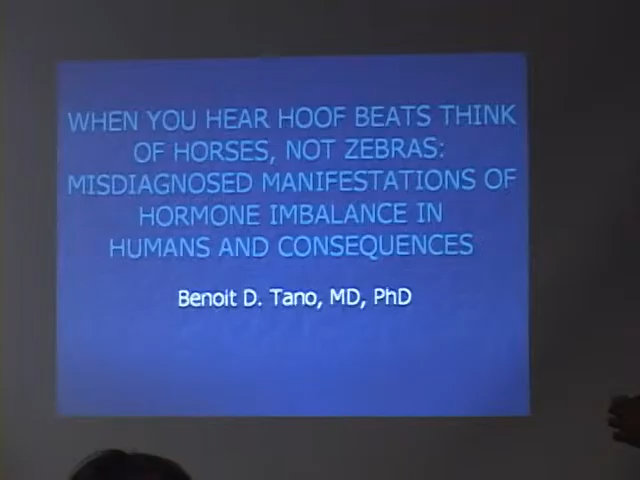 WHEN YOU HEAR HOOF BEATS THINK
OF HORSES, NOT ZEBRAS:
MISDIAGNOSED MANIFESTATIONS OF
HORMONE IMBALANCE IN
HUMANS AND CONSEQUENCES
Benoit D. Tano, MD, PhD